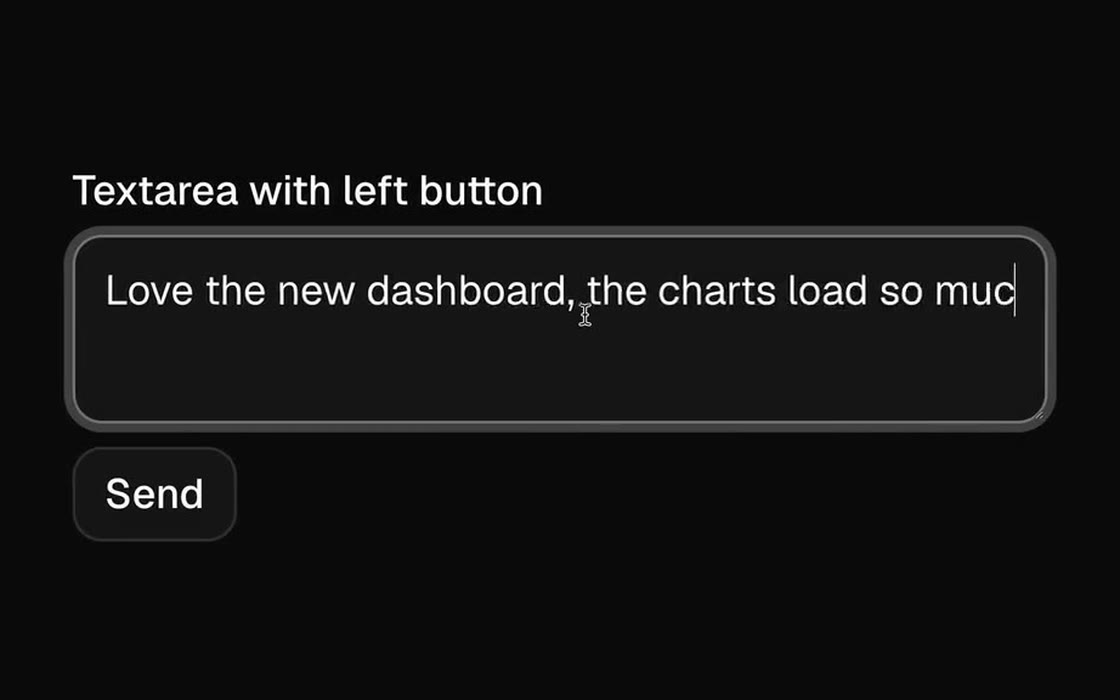 Textarea with left button
Love the new dashboard, the charts load so muc
Send